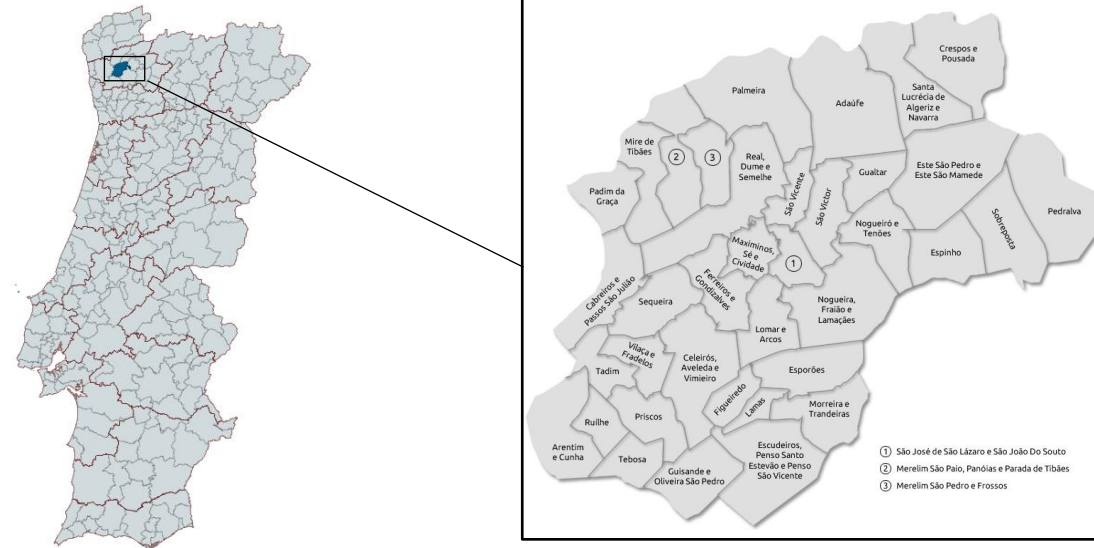 Crespos e
Pousada
Palmeira
Adaúfe
Santa
Lucrécia de
Algeriz e
Navarra
Mire de
Tibães
2
3
Real,
Dume e
Semelhe
São Vicente
São Victor
Gualtar
Este São Pedro e
Este São Mamede
Padim da
Graça
Nogueiró e
Tenões
Sobreposta
Pedralva
Espinho
Maximinos,
Sé e
Cividade
1
Cabreiros e
Passos São Julião
Sequeira
Ferreiros e
Gondizalves
Nogueira,
Fraião e
Lamaçães
Lomar e
Arcos
Vilaça e
Fradelos
Tadim
Celeirós,
Aveleda e
Vimieiro
Esporões
Figueiredo
Lamas
Morreira e
Trandeiras
Ruilhe
Priscos
Arentim
e Cunha
Tebosa
Guisande e
Oliveira São Pedro
Escudeiros,
Penso Santo
Estevão e Penso
São Vicente
1 São José de São Lázaro e São João Do Souto
2 Merelim São Paio, Panóias e Parada de Tibães
3 Merelim São Pedro e Frossos